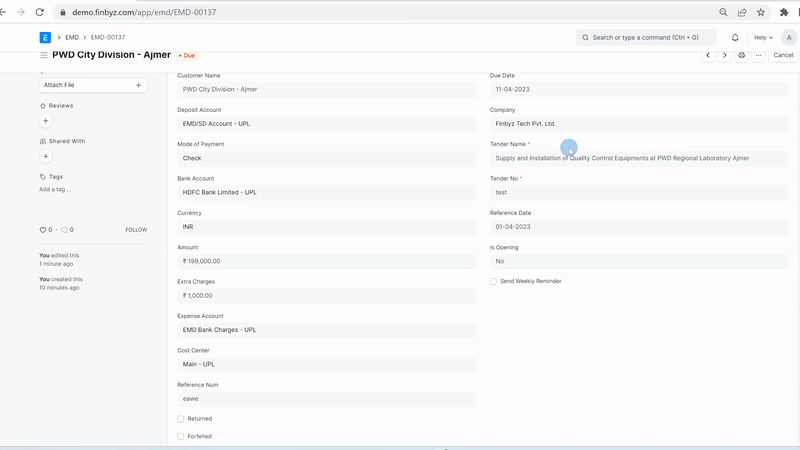 demo.finbyz.com/app/emd/EMD-00137
E > EMD > EMD-00137
Search or type a command (Ctrl + G)
Help
A
PWD City Division - Ajmer
Due
Cancel
Attach File
Reviews
Shared With
Tags
Add a tag ...
0 · 0
FOLLOW
You edited this
1 minute ago
You created this
10 minutes ago
Customer Name
PWD City Division - Ajmer
Deposit Account
EMD/SD Account - UPL
Mode of Payment
Check
Bank Account
HDFC Bank Limited - UPL
Currency
INR
Amount
₹ 199,000.00
Extra Charges
₹ 1,000.00
Expense Account
EMD Bank Charges - UPL
Cost Center
Main - UPL
Reference Num
eawe
Returned
Forfeited
Due Date
11-04-2023
Company
Finbyz Tech Pvt. Ltd.
Tender Name *
Supply and Installation of Quality Control Equipments at PWD Regional Laboratory Ajmer
Tender No *
test
Reference Date
01-04-2023
Is Opening
No
Send Weekly Reminder